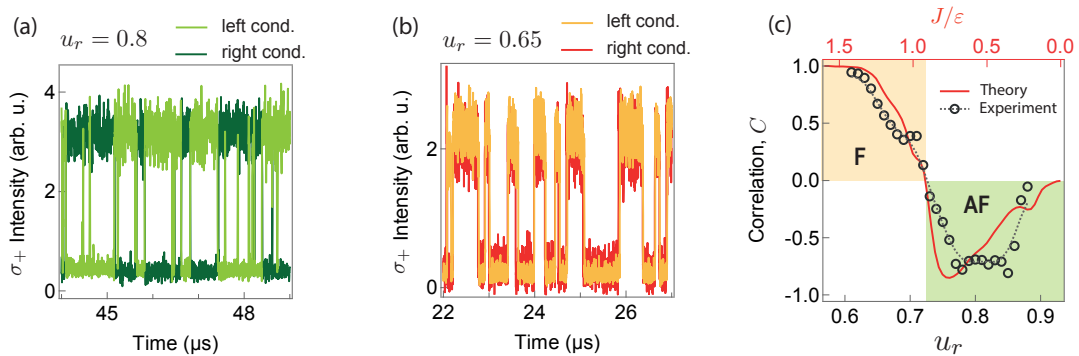 (a)
u_r = 0.8
left cond.
right cond.
σ₊ Intensity (arb. u.)
4
2
0
45
48
Time (µs)
(b)
u_r = 0.65
left cond.
right cond.
σ₊ Intensity (arb. u.)
2
0
22
23
24
25
26
Time (µs)
(c)
J/ε
1.5
1.0
0.5
0.0
Correlation, C
1.0
0.5
0.0
-0.5
-1.0
Theory
Experiment
F
AF
0.6
0.7
0.8
0.9
u_r